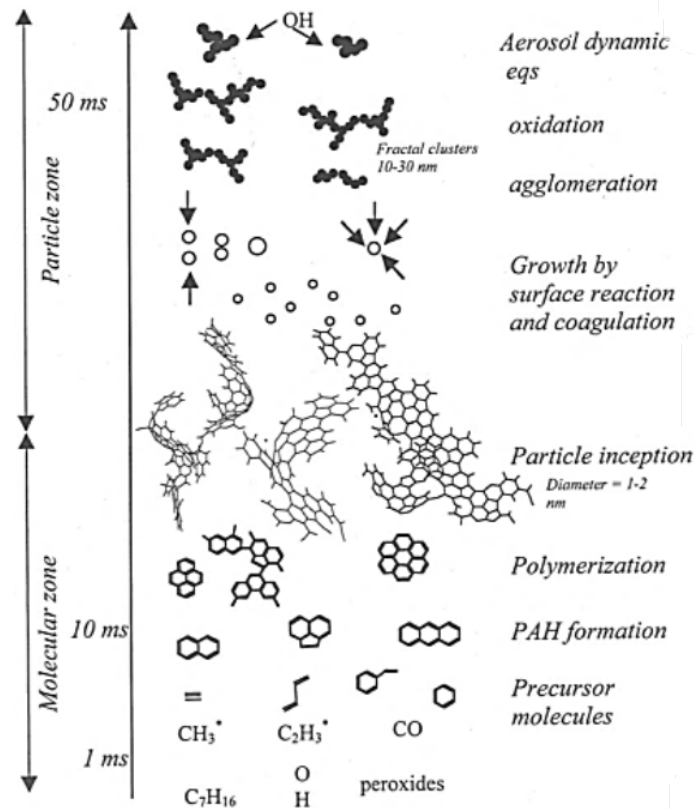 OH
Aerosol dynamic
eqs
50 ms
oxidation
Fractal clusters
10-30 nm
agglomeration
Particle zone
Growth by
surface reaction
and coagulation
Particle inception
Diameter = 1-2
nm
Polymerization
Molecular zone
10 ms
PAH formation
Precursor
molecules
CH₃• C₂H₃• CO
1 ms
O
C₇H₁₆ H peroxides